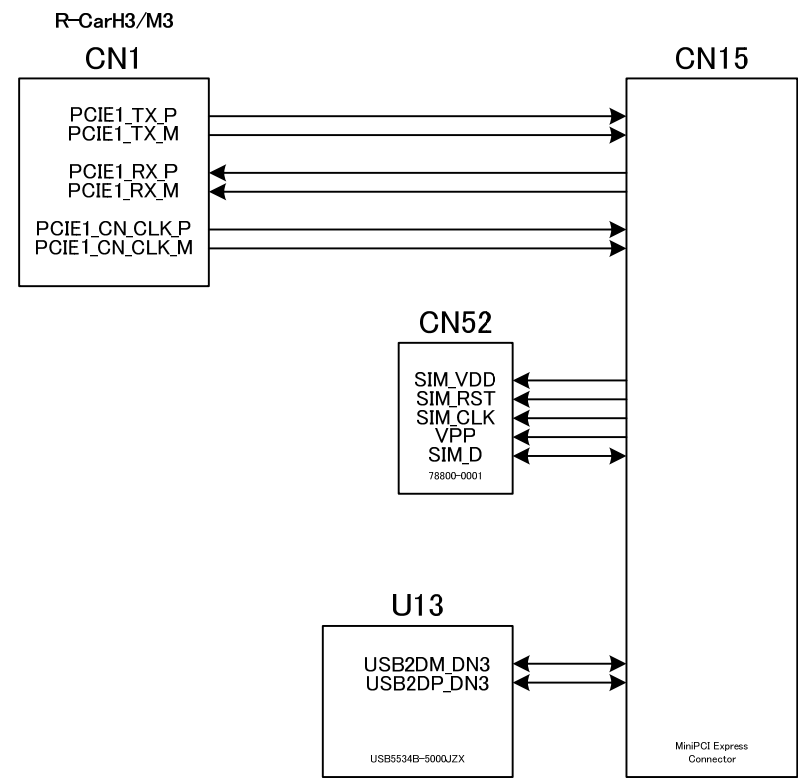 R-CarH3/M3
CN1
CN15
PCIE1_TX_P
PCIE1_TX_M
PCIE1_RX_P
PCIE1_RX_M
PCIE1_CN_CLK_P
PCIE1_CN_CLK_M
CN52
SIM_VDD
SIM_RST
SIM_CLK
VPP
SIM_D
78800-0001
U13
USB2DM_DN3
USB2DP_DN3
USB5534B-5000JZX
MiniPCI Express
Connector